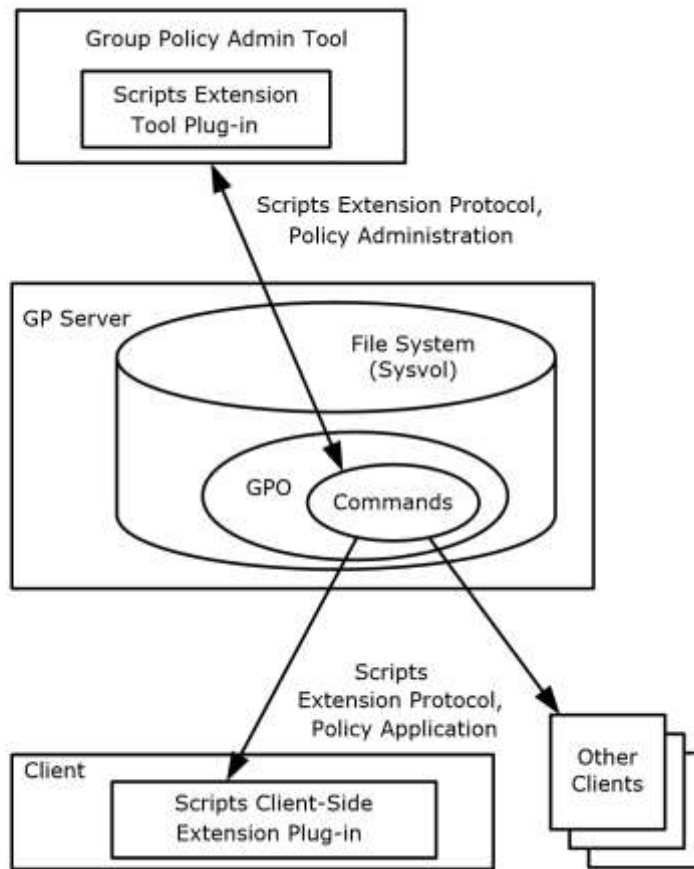 Group Policy Admin Tool
Scripts Extension
Tool Plug-in
Scripts Extension Protocol,
Policy Administration
GP Server
File System
(Sysvol)
GPO
Commands
Scripts
Extension Protocol,
Policy Application
Client
Scripts Client-Side
Extension Plug-in
Other
Clients